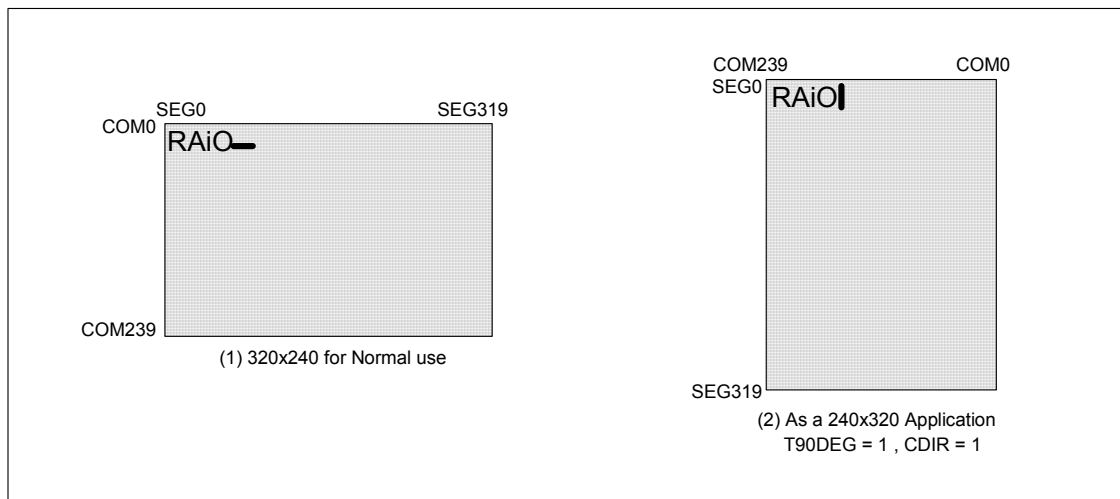 SEG0 SEG319
COM0
RAiO
COM239
(1) 320x240 for Normal use
COM239 COM0
SEG0
RAiO
SEG319
(2) As a 240x320 Application
T90DEG = 1 , CDIR = 1